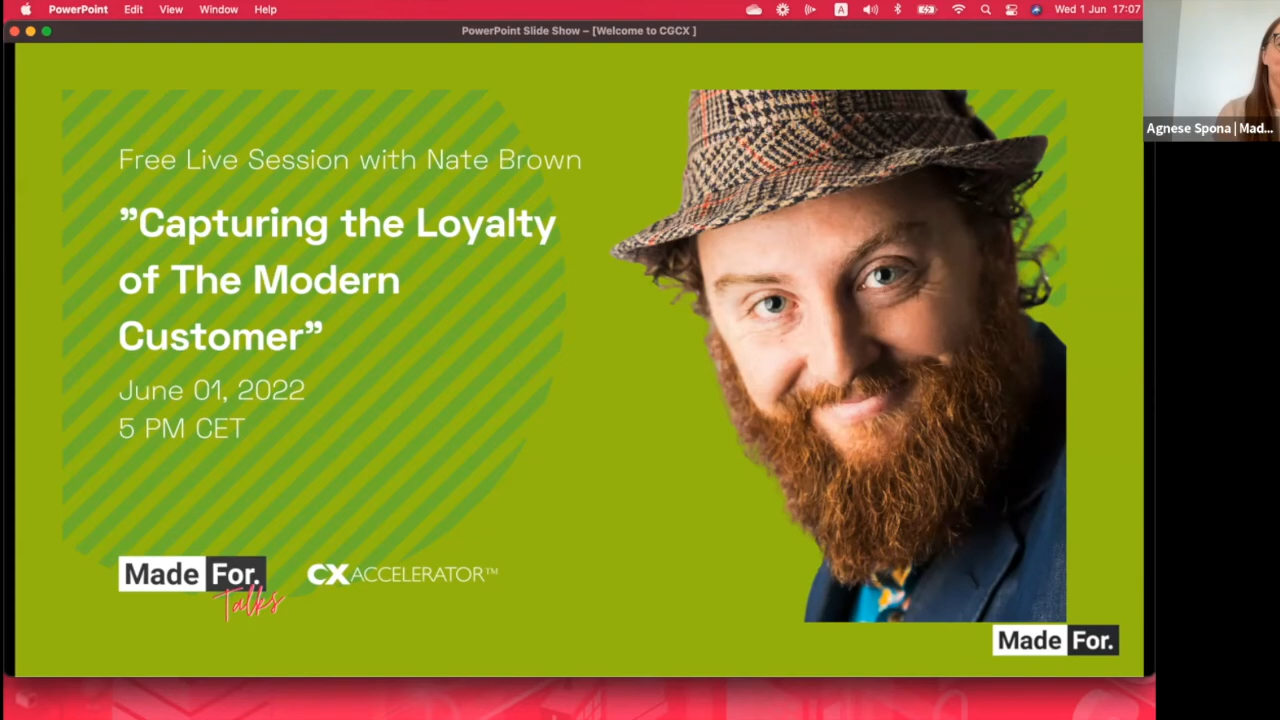 PowerPoint Edit View Window Help
A
Wed 1 Jun 17:07
PowerPoint Slide Show – [Welcome to CGCX ]
Agnese Spona | Mad...
Free Live Session with Nate Brown
”Capturing the Loyalty
of The Modern
Customer”
June 01, 2022
5 PM CET
Made For.
Talks
CXACCELERATOR™
Made For.